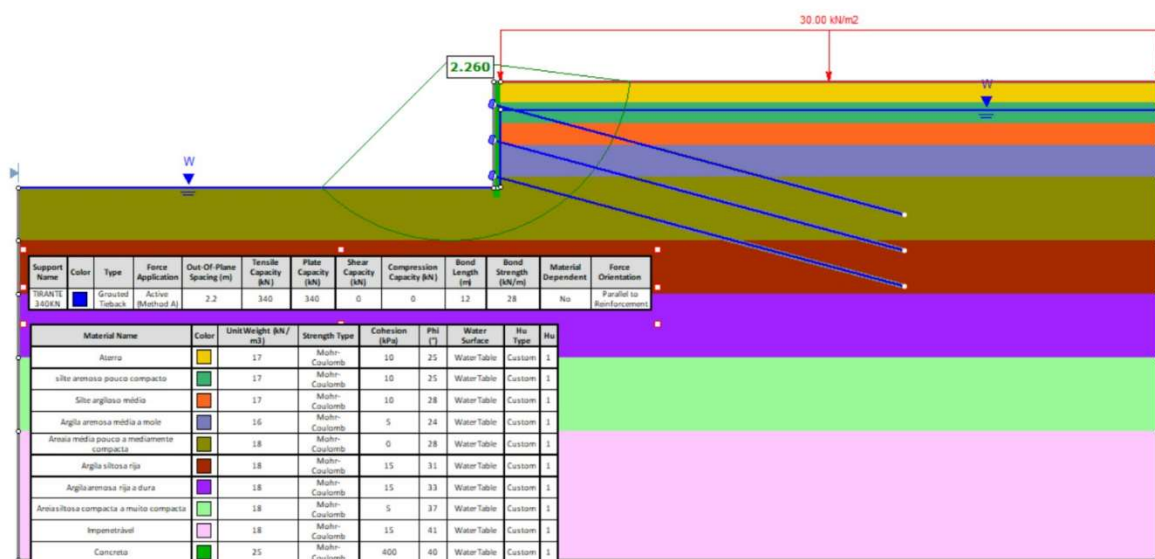 30.00 kN/m2
2.260
W
W
Support Name Color Type Force Application Out-Of-Plane Spacing (m) Tensile Capacity (kN) Plate Capacity (kN) Shear Capacity (kN) Compression Capacity (kN) Bond Length (m) Bond Strength (kN/m) Material Dependent Force Orientation
TIRANTE 340KN Grouted Tieback Active (Method A) 2.2 340 340 0 0 12 28 No Parallel to Reinforcement
Material Name Color Unit Weight (kN/m3) Strength Type Cohesion (kPa) Phi (°) Water Surface Hu Type Hu
Aterro 17 Mohr-Coulomb 10 25 Water Table Custom 1
silte arenoso pouco compacto 17 Mohr-Coulomb 10 25 Water Table Custom 1
Silte argiloso médio 17 Mohr-Coulomb 10 28 Water Table Custom 1
Argila arenosa média a mole 16 Mohr-Coulomb 5 24 Water Table Custom 1
Areaia média pouco a mediamente compacta 18 Mohr-Coulomb 0 28 Water Table Custom 1
Argila siltosa rija 18 Mohr-Coulomb 15 31 Water Table Custom 1
Argila arenosa rija a dura 18 Mohr-Coulomb 15 33 Water Table Custom 1
Areia siltosa compacta a muito compacta 18 Mohr-Coulomb 5 37 Water Table Custom 1
Impenetrável 18 Mohr-Coulomb 15 41 Water Table Custom 1
Concreto 25 Mohr-Coulomb 400 40 Water Table Custom 1